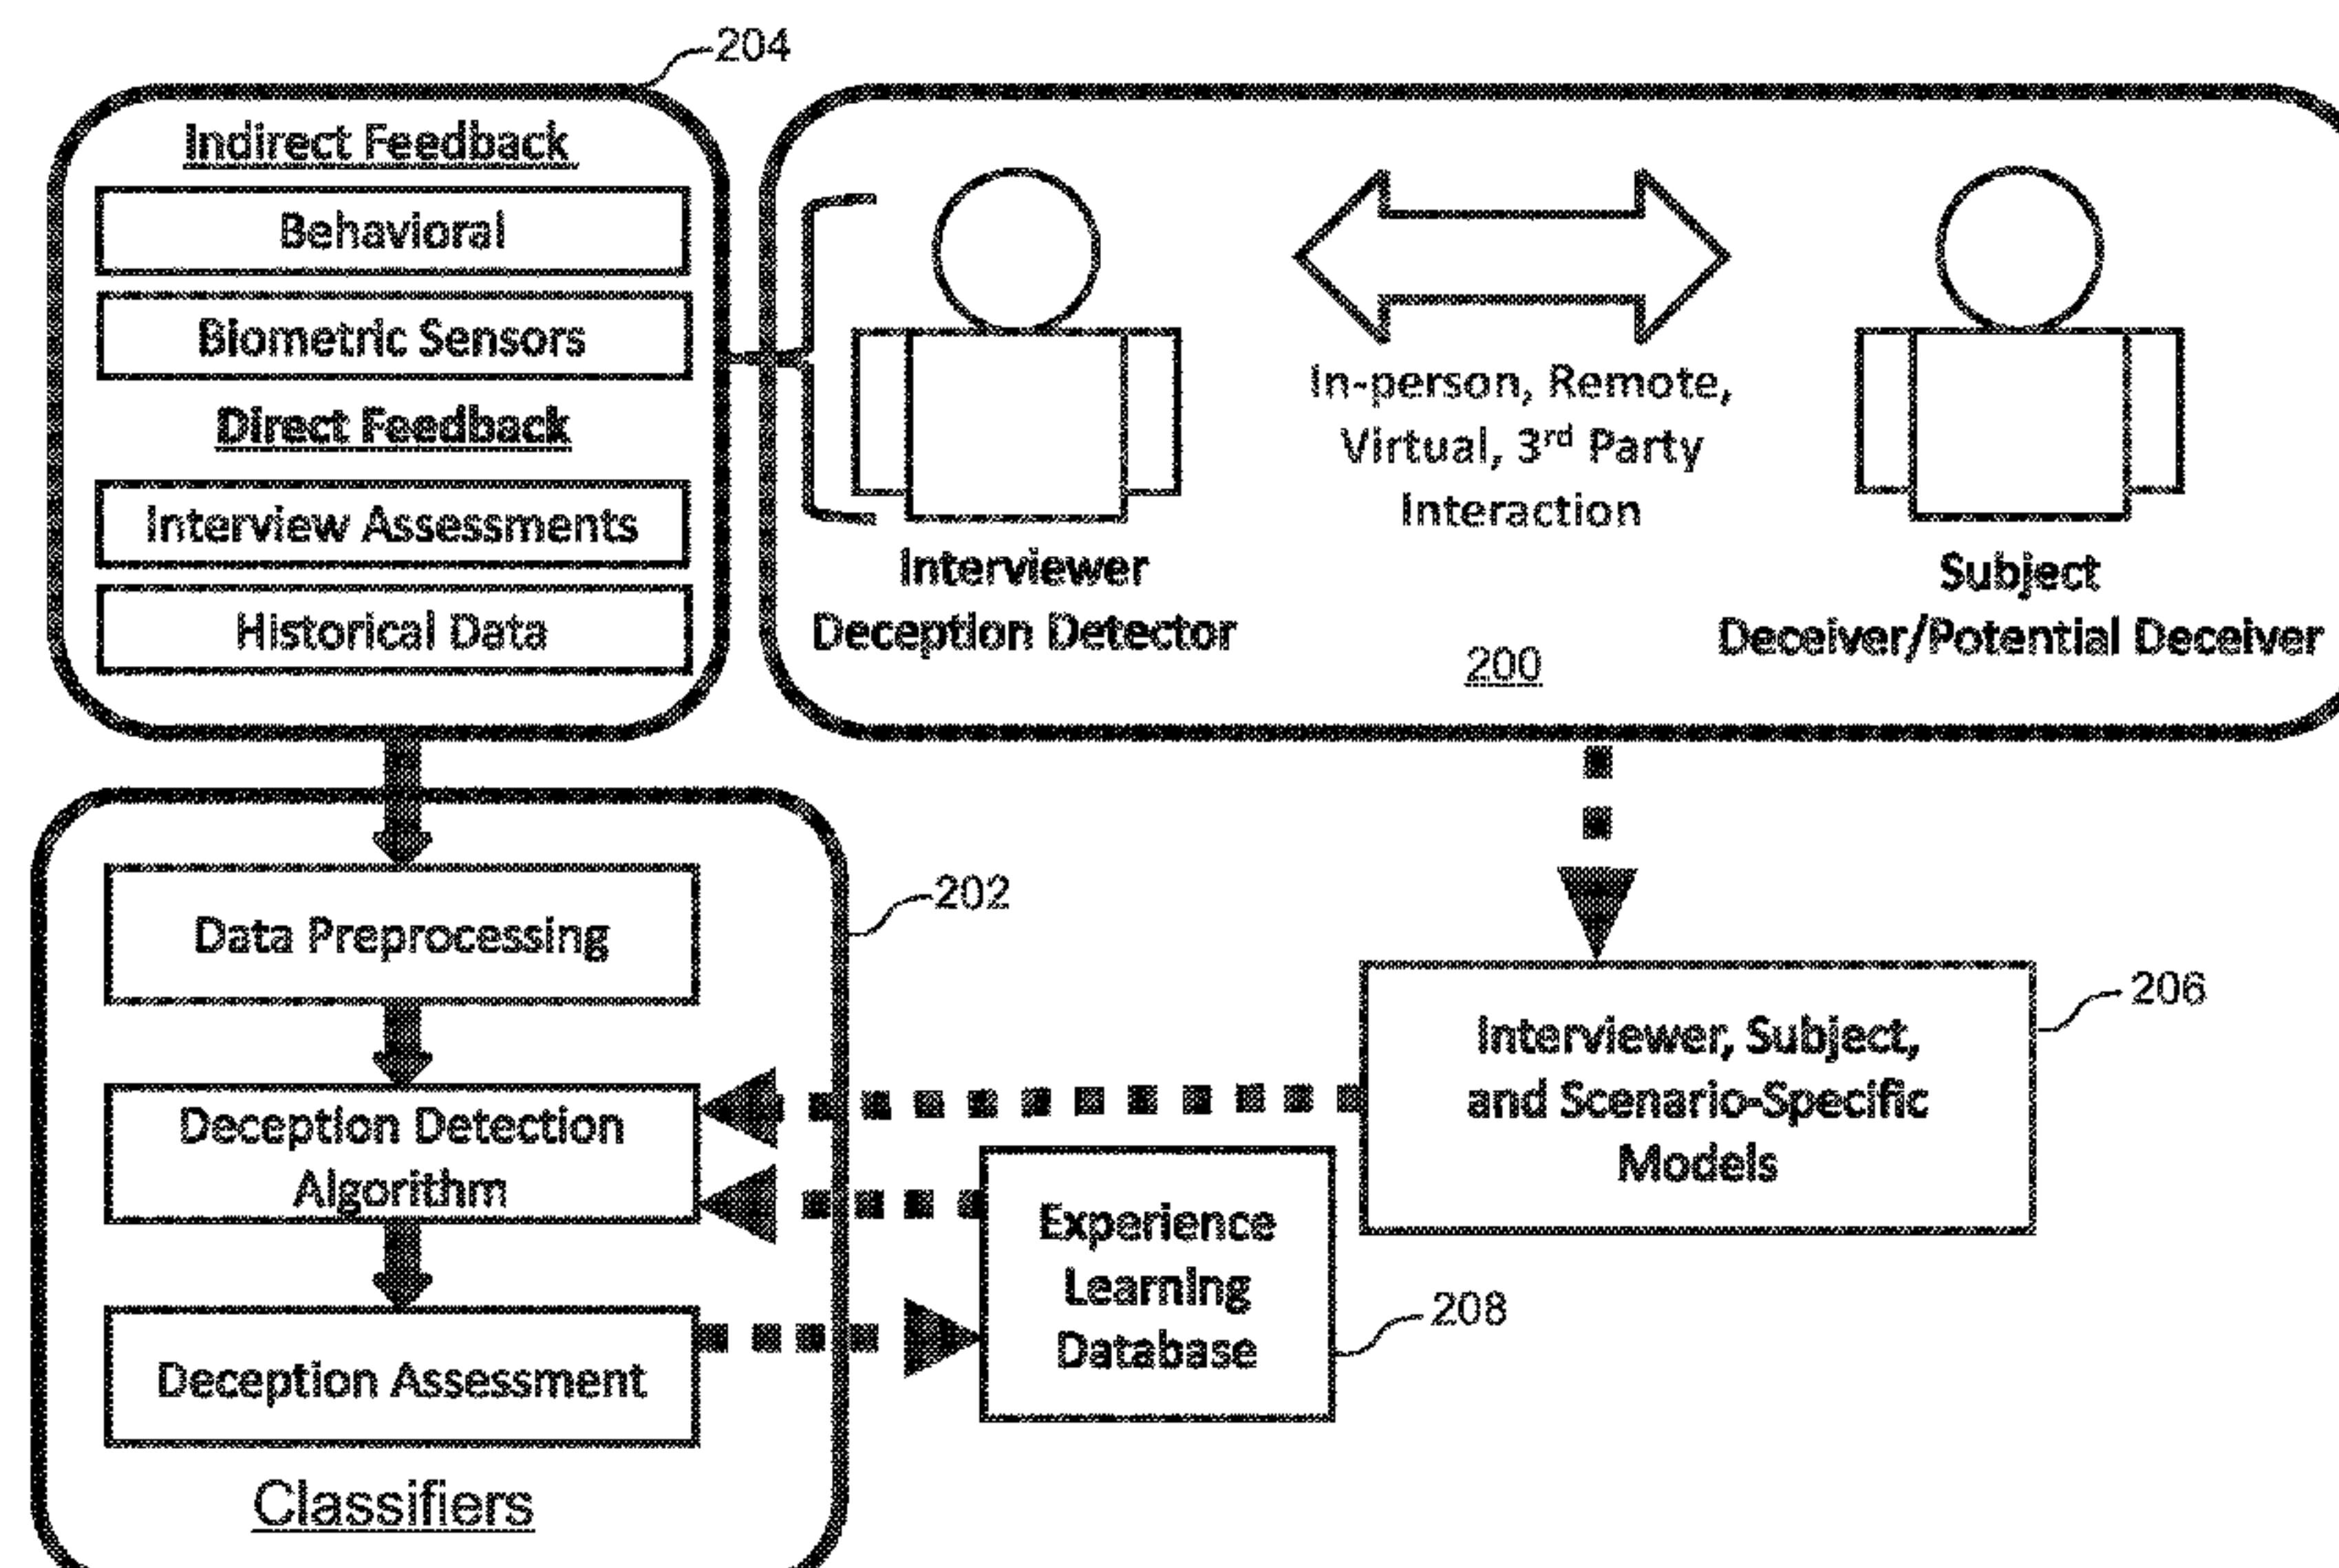 204
Indirect Feedback
Behavioral
Biometric Sensors
Direct Feedback
Interview Assessments
Historical Data
In-person, Remote,
Virtual, 3rd Party
Interaction
Interviewer
Deception Detector
Subject
Deceiver/Potential Deceiver
200
202
Data Preprocessing
Deception Detection
Algorithm
Deception Assessment
Classifiers
206
Interviewer, Subject,
and Scenario-Specific
Models
Experience
Learning
Database
208